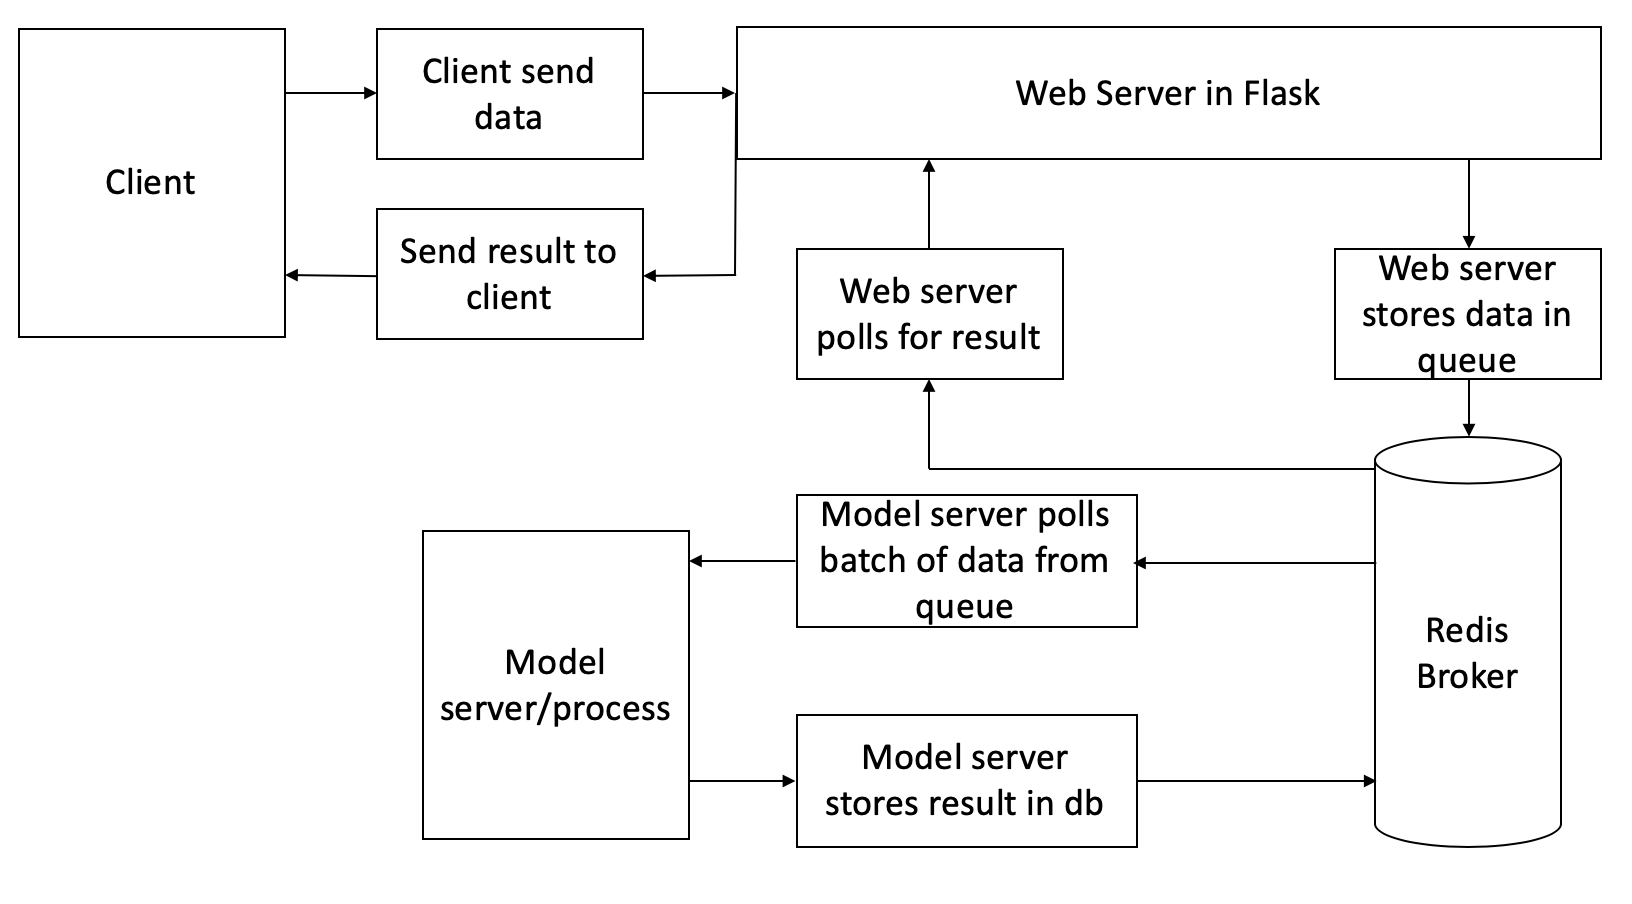 Client
Client send
data
Web Server in Flask
Send result to
client
Web server
polls for result
Web server
stores data in
queue
Model server polls
batch of data from
queue
Model
server/process
Redis
Broker
Model server
stores result in db